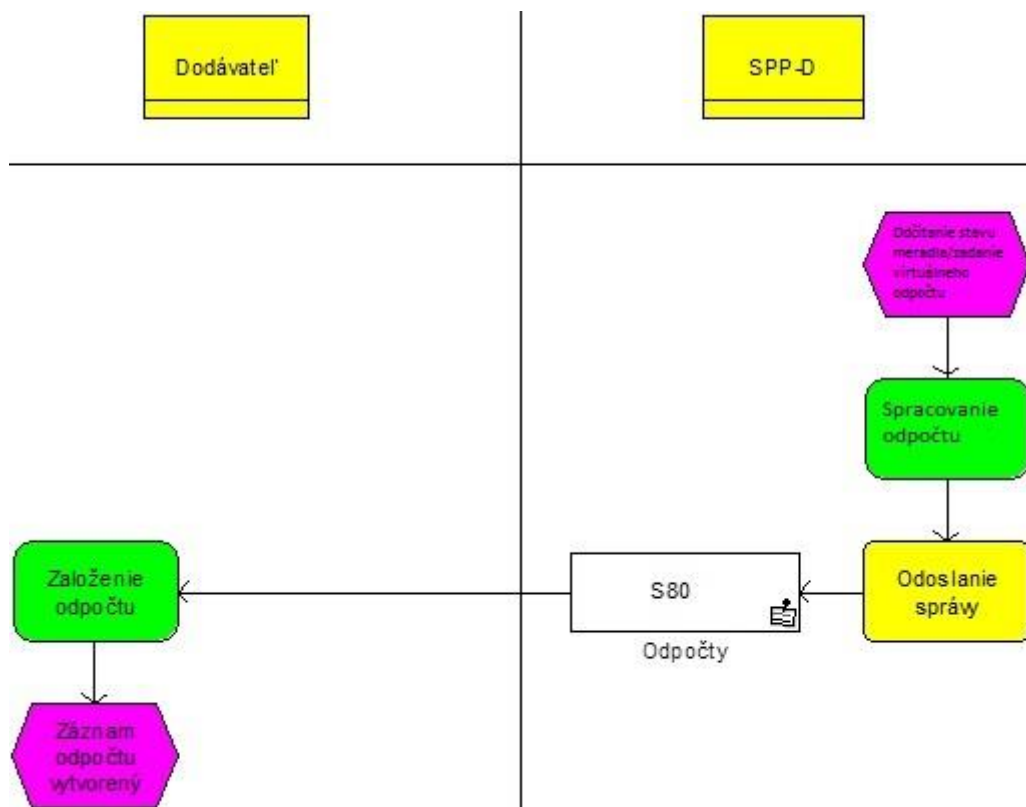 Dodávateľ
SPP-D
Odčítanie stavu
meradla/zadanie
virtuálneho
odpočtu
Spracovanie
odpočtu
Založenie
odpočtu
S80
Odoslanie
správy
Odpočty
Záznam
odpočtu
vytvorený